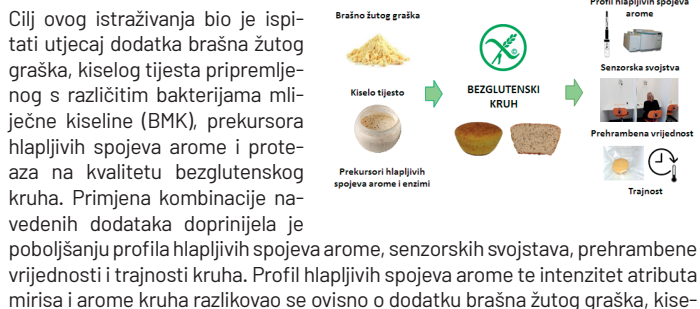 Cilj ovog istraživanja bio je ispi-
tati utjecaj dodatka brašna žutog
graška, kiselog tijesta pripremlje-
nog s različitim bakterijama mli-
ječne kiseline (BMK), prekursora
hlapljivih spojeva arome i prote-
aza na kvalitetu bezglutenskog
kruha. Primjena kombinacije na-
vedenih dodataka doprinijela je
poboljšanju profila hlapljivih spojeva arome, senzorskih svojstava, prehrambene
vrijednosti i trajnosti kruha. Profil hlapljivih spojeva arome te intenzitet atributa
mirisa i arome kruha razlikovao se ovisno o dodatku brašna žutog graška, kise-
Brašno žutog graška
Kiselo tijesto
Prekursori hlapljivih
spojeva arome i enzimi
BEZGLUTENSKI
KRUH
Profil hlapljivih spojeva
arome
Senzorska svojstva
Prehrambena vrijednost
Trajnost